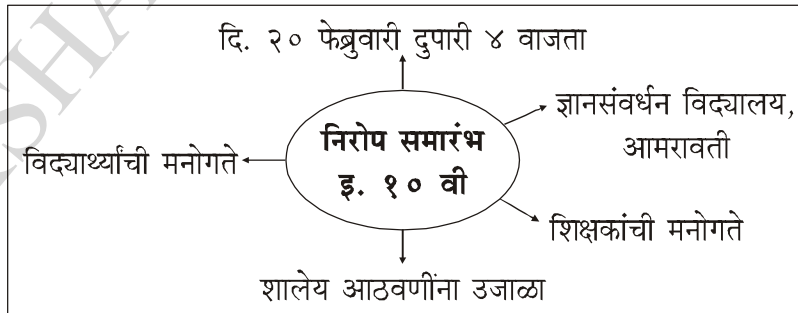 दि. २० फेब्रुवारी दुपारी ४ वाजता
ज्ञानसंवर्धन विद्यालय,
आमरावती
निरोप समारंभ
इ. १० वी
विद्यार्थ्यांची मनोगते
शिक्षकांची मनोगते
शालेय आठवणींना उजाळा